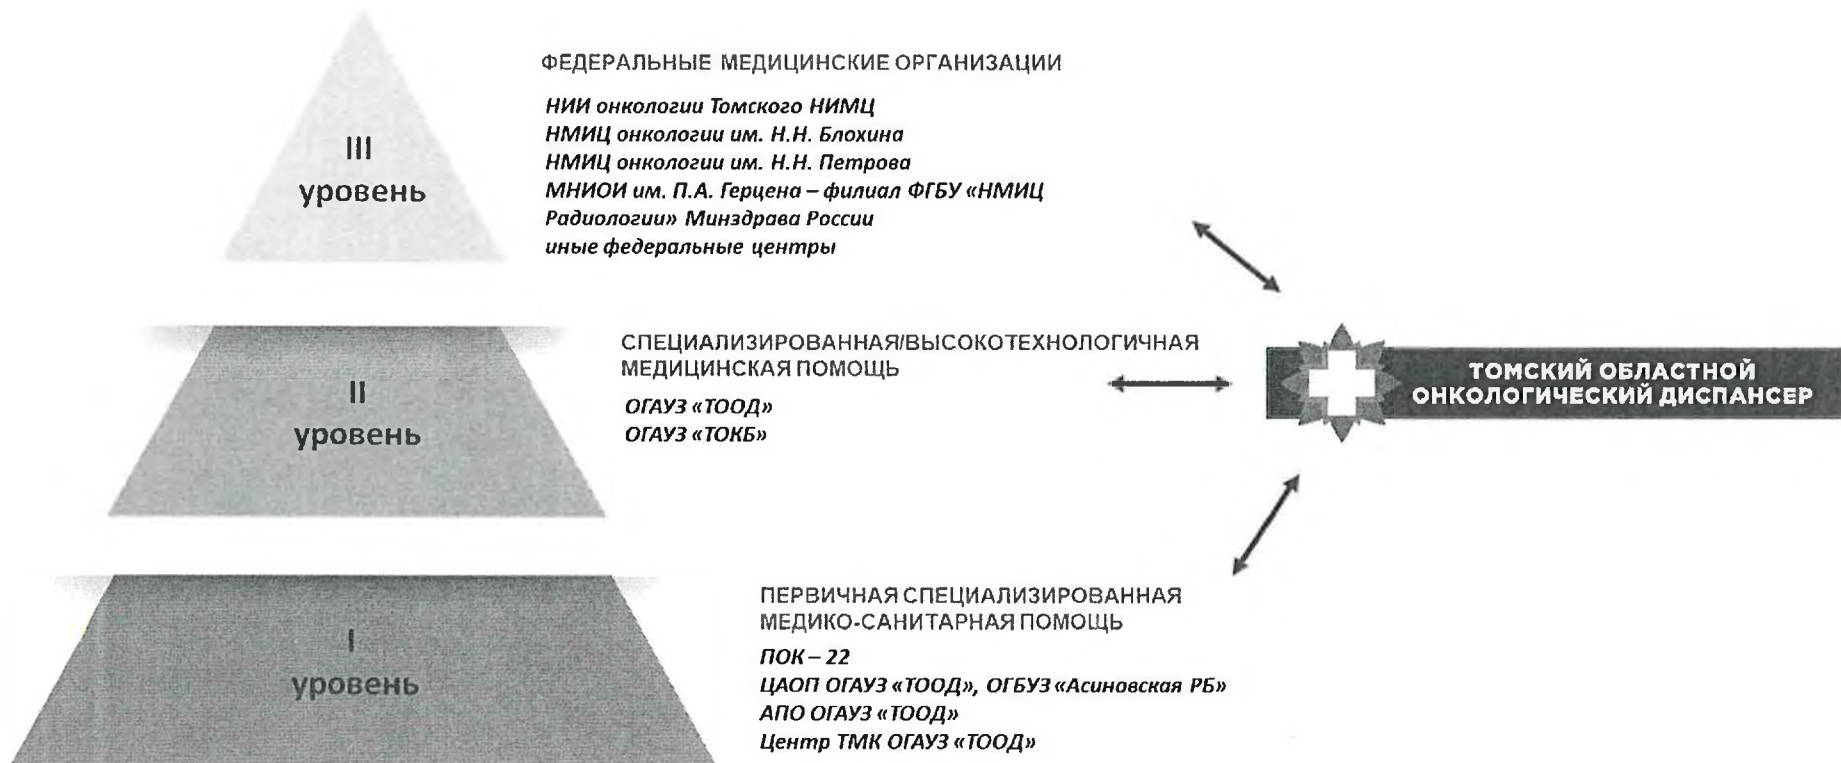 III
уровень
ФЕДЕРАЛЬНЫЕ МЕДИЦИНСКИЕ ОРГАНИЗАЦИИ
НИИ онкологии Томского НИМЦ
НМИЦ онкологии им. Н.Н. Блохина
НМИЦ онкологии им. Н.Н. Петрова
МНИОИ им. П.А. Герцена – филиал ФГБУ «НМИЦ
Радиологии» Минздрава России
иные федеральные центры
II
уровень
СПЕЦИАЛИЗИРОВАННАЯ/ВЫСОКОТЕХНОЛОГИЧНАЯ
МЕДИЦИНСКАЯ ПОМОЩЬ
ОГАУЗ «ТООД»
ОГАУЗ «ТОКБ»
ТОМСКИЙ ОБЛАСТНОЙ
ОНКОЛОГИЧЕСКИЙ ДИСПАНСЕР
I
уровень
ПЕРВИЧНАЯ СПЕЦИАЛИЗИРОВАННАЯ
МЕДИКО-САНИТАРНАЯ ПОМОЩЬ
ПОК – 22
ЦАОП ОГАУЗ «ТООД», ОГБУЗ «Асиновская РБ»
АПО ОГАУЗ «ТООД»
Центр ТМК ОГАУЗ «ТООД»